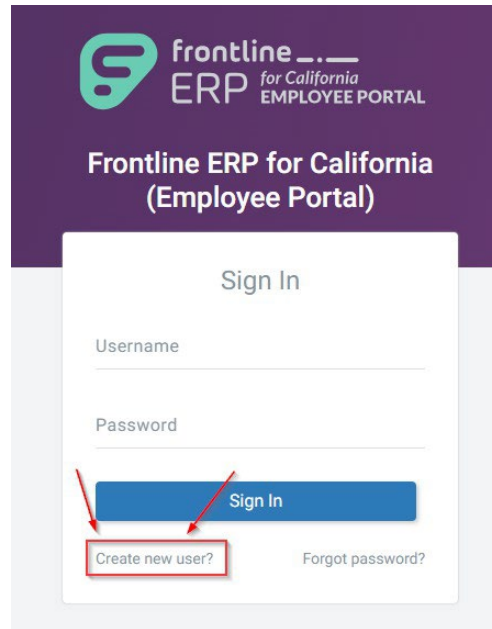 frontline
ERP for California
EMPLOYEE PORTAL
Frontline ERP for California
(Employee Portal)
Sign In
Username
Password
Sign In
Create new user? Forgot password?